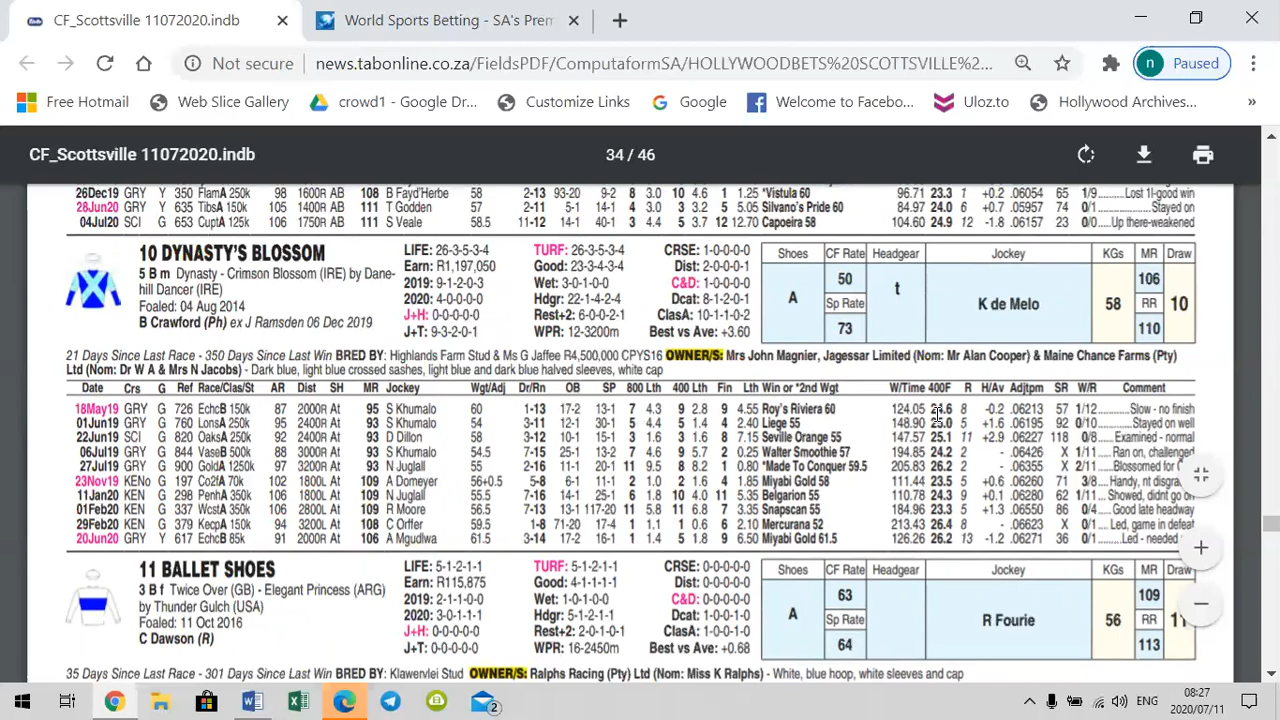 CF_Scottsville 11072020.indb
World Sports Betting - SA's Prem
Not secure
news.tabonline.co.za/FieldsPDF/ComputaformSA/HOLLYWOODBETS%20SCOTTSVILLE%2...
n Paused
Free Hotmail Web Slice Gallery crowd1 - Google Dr... Customize Links Google Welcome to Facebo... Uloz.to Hollywood Archives... »
CF_Scottsville 11072020.indb 34 / 46
26Dec19 GRY Y 350 FlamA 250k 98 1600R AB 108 B Fayd'Herbe 58 2-13 93-20 9-2 8 3.0 10 4.6 1 1.25 *Vistula 60 96.71 23.3 1 +0.2 .06054 65 1/9 ........ Lost 1l-good win
28Jun20 GRY Y 635 TibsA 150k 105 1400R AB 111 T Godden 57 2-11 5-1 14-1 4 3.0 3 3.2 5 3.05 Silvano's Pride 60 84.97 24.0 6 +0.7 .05957 74 0/1 ........ Stayed on
04Jul20 SCI G 653 CuptA 125k 106 1750R AB 111 S Veale 58.5 11-12 14-1 40-1 3 4.4 5 3.7 12 12.70 Capoeira 58 104.60 24.9 12 -1.8 .06157 23 0/1 ..... Up there-weakened
10 DYNASTY'S BLOSSOM
5 B m Dynasty - Crimson Blossom (IRE) by Dane-
hill Dancer (IRE)
Foaled: 04 Aug 2014
B Crawford (Ph) ex J Ramsden 06 Dec 2019
LIFE: 26-3-5-3-4 TURF: 26-3-5-3-4 CRSE: 1-0-0-0-0
Earn: R1,197,050 Good: 23-3-4-3-4 Dist: 2-0-0-0-1
2019: 9-1-2-0-3 Wet: 3-0-1-0-0 C&D: 1-0-0-0-0
2020: 4-0-0-0-0 Hdgr: 22-1-4-2-4 Dcat: 8-1-2-0-1
J+H: 0-0-0-0-0 Rest+2: 6-0-0-2-1 ClasA: 10-1-1-0-2
J+T: 9-3-2-0-1 WPR: 12-3200m Best vs Ave: +3.60
Shoes CF Rate Headgear Jockey KGs MR Draw
A 50 Sp Rate 73 t K de Melo 58 106 RR 110 10
21 Days Since Last Race - 350 Days Since Last Win BRED BY: Highlands Farm Stud & Ms G Jaffee R4,500,000 CPYS16 OWNER/S: Mrs John Magnier, Jagessar Limited (Nom: Mr Alan Cooper) & Maine Chance Farms (Pty)
Ltd (Nom: Dr W A & Mrs N Jacobs) - Dark blue, light blue crossed sashes, light blue and dark blue halved sleeves, white cap
Date Crs G Ref Race/Clas/St AR Dist SH MR Jockey Wgt/Adj Dr/Rn OB SP 800 Lth 400 Lth Fin Lth Win or *2nd Wgt W/Time 400F R H/Av Adjtpm SR W/R Comment
18May19 GRY G 726 EchcB 150k 87 2000R At 95 S Khumalo 60 1-13 17-2 13-1 7 4.3 9 2.8 9 4.55 Roy's Riviera 60 124.05 8 -0.2 .06213 57 1/12 ........... Slow - no finish
01Jun19 GRY G 760 GerbA 250k 93 2400R At 93 S Khumalo 54 3-11 12-1 30-1 5 4.4 5 1.4 4 2.40 Liege 55 148.90 25.0 5 +1.6 .06195 92 0/10 ............. Stayed on well
22Jun19 SCI G 820 OaksA 250k 92 2400R At 93 D Dillon 58 3-12 10-1 15-1 3 1.6 3 1.6 8 7.15 Seville Orange 55 147.57 25.1 11 +2.9 .06227 118 0/8 ........ Examined - normal
06Jul19 GRY G 844 VaseB 250k 88 3000R At 93 S Khumalo 54.5 7-15 25-1 13-2 7 4.6 9 5.7 2 0.25 Walter Smoothie 57 194.85 24.2 2 - .06426 X 2/11 ..... Ran on, challenged
27Jul19 GRY G 900 GoldA 1250k 97 3200R At 93 N Juglall 55 2-16 11-1 20-1 11 9.5 8 8.2 1 0.80 *Made To Conquer 59.5 205.83 26.2 2 - .06355 X 2/11 .... Blossomed for
23Nov19 KENo G 197 Co2fA 70k 102 1800L At 109 A Domeyer 56+0.5 5-8 6-1 11-1 2 1.0 2 1.6 4 1.85 Miyabi Gold 58 111.44 23.5 5 +0.6 .06260 71 3/8 ........ Handy, nt disgra
11Jan20 KEN G 298 PenhA 350k 106 1800L At 109 N Juglall 55.5 7-16 14-1 25-1 6 1.8 10 4.0 11 5.35 Belgarion 55 110.78 24.3 9 +0.1 .06280 62 1/11 .. Showed, didnt go on
01Feb20 KEN G 337 WcstA 350k 106 2800L At 109 R Moore 56.5 13-1 117-20 11 5.8 11 6.8 7 3.35 Snapscan 55 184.96 23.3 5 +1.3 .06550 86 0/4 ........ Good late headway
29Feb20 KEN G 379 KecpA 150k 94 3200L At 108 C Orffer 59.5 1-8 71-20 17-4 1 1.1 1 0.6 6 2.10 Mercurana 52 213.43 26.4 8 - .06623 X 0/1 ....... Led, game in defeat
20Jun20 GRY Y 617 EchcB 85k 91 2000R At 106 A Mgudlwa 61.5 3-14 17-2 16-1 1 1.4 5 1.8 9 6.50 Miyabi Gold 61.5 126.26 26.2 13 -1.2 .06271 36 0/1 ............. Led - needed
11 BALLET SHOES
3 B f Twice Over (GB) - Elegant Princess (ARG)
by Thunder Gulch (USA)
Foaled: 11 Oct 2016
C Dawson (R)
LIFE: 5-1-2-1-1 TURF: 5-1-2-1-1 CRSE: 0-0-0-0-0
Earn: R115,875 Good: 4-1-1-1-1 Dist: 0-0-0-0-0
2019: 2-1-1-0-0 Wet: 1-0-1-0-0 C&D: 0-0-0-0-0
2020: 3-0-1-1-1 Hdgr: 5-1-2-1-1 Dcat: 1-0-0-1-0
J+H: 0-0-0-0-0 Rest+2: 2-0-1-0-1 ClasA: 1-0-0-1-0
J+T: 0-0-0-0-0 WPR: 16-2450m Best vs Ave: +0.68
Shoes CF Rate Headgear Jockey KGs MR Draw
A 63 Sp Rate 64 R Fourie 56 109 RR 113
35 Days Since Last Race - 301 Days Since Last Win BRED BY: Klawervlei Stud OWNER/S: Ralphs Racing (Pty) Ltd (Nom: Miss K Ralphs) - White, blue hoop, white sleeves and cap
2
ENG
08:27
2020/07/11